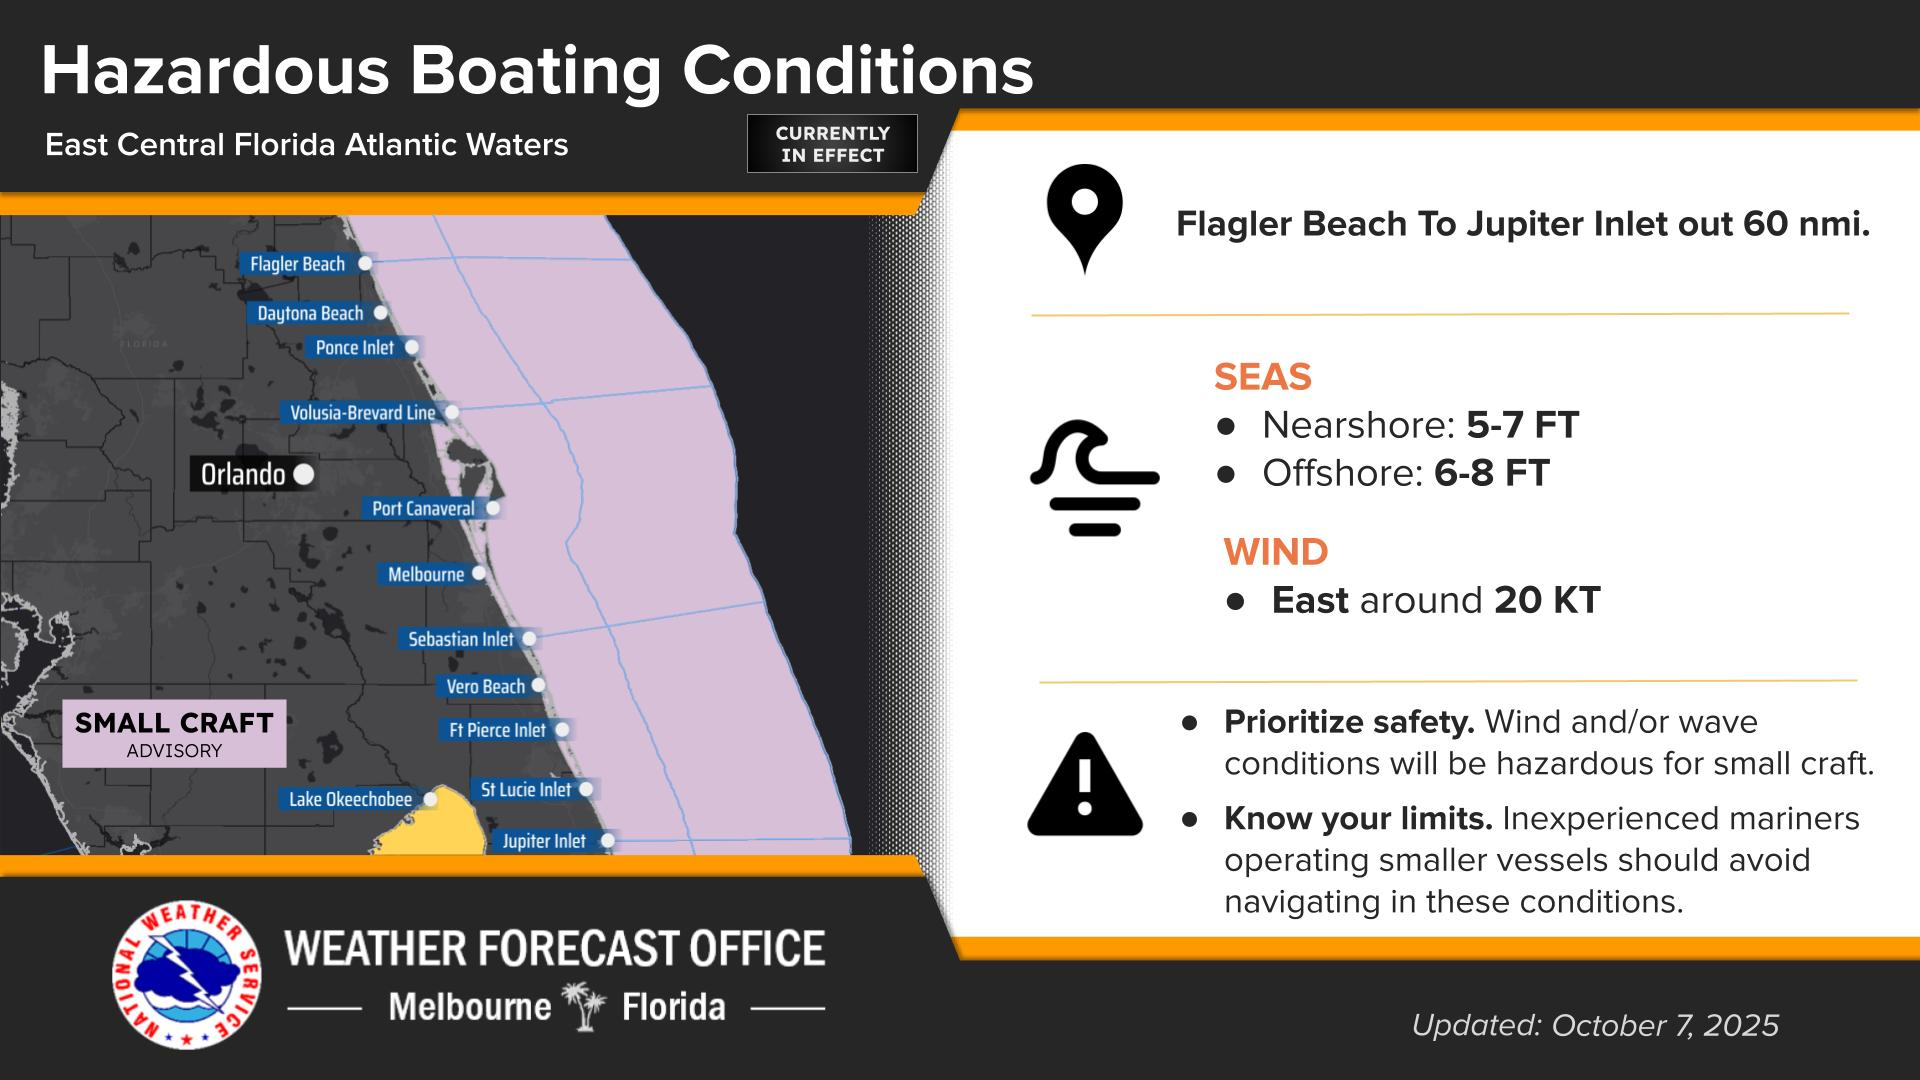 Hazardous Boating Conditions
East Central Florida Atlantic Waters
CURRENTLY
IN EFFECT
Flagler Beach
Daytona Beach
FLORIDA
Ponce Inlet
Volusia-Brevard Line
Orlando
Port Canaveral
Melbourne
Sebastian Inlet
Vero Beach
Ft Pierce Inlet
SMALL CRAFT
ADVISORY
St Lucie Inlet
Lake Okeechobee
Jupiter Inlet
Flagler Beach To Jupiter Inlet out 60 nmi.
SEAS
● Nearshore: 5-7 FT
● Offshore: 6-8 FT
WIND
● East around 20 KT
● Prioritize safety. Wind and/or wave
conditions will be hazardous for small craft.
● Know your limits. Inexperienced mariners
operating smaller vessels should avoid
navigating in these conditions.
NATIONAL WEATHER SERVICE
WEATHER FORECAST OFFICE
Melbourne Florida
Updated: October 7, 2025